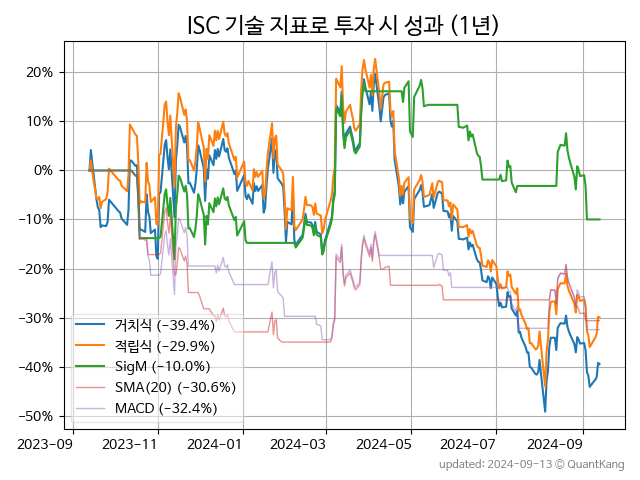 ISC 기술 지표로 투자 시 성과 (1년)
20%
10%
0%
−10%
−20%
−30%
−40%
−50%
거치식 (−39.4%)
적립식 (−29.9%)
SigM (−10.0%)
SMA(20) (−30.6%)
MACD (−32.4%)
2023-09 2023-11 2024-01 2024-03 2024-05 2024-07 2024-09
updated: 2024-09-13 ⓒ QuantKang